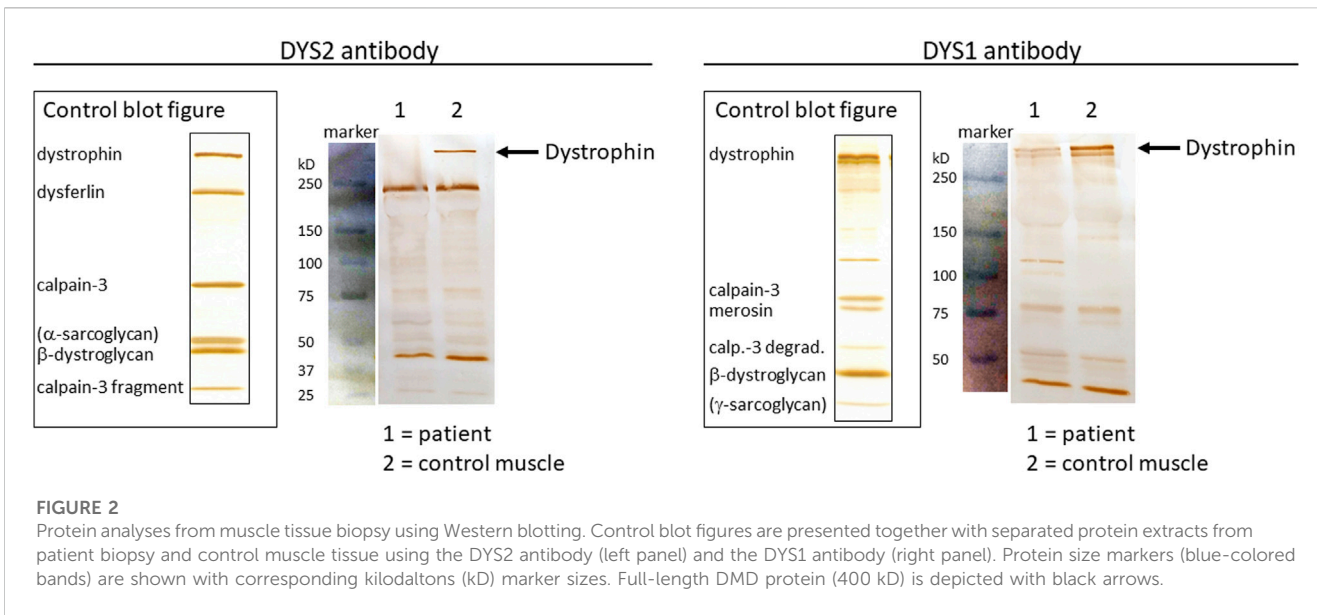 DYS2 antibody
Control blot figure
dystrophin
dysferlin
calpain-3
(α-sarcoglycan)
β-dystroglycan
calpain-3 fragment
marker
kD
250
150
100
75
50
37
25
1
2
Dystrophin
1 = patient
2 = control muscle
DYS1 antibody
Control blot figure
dystrophin
calpain-3
merosin
calp.-3 degrad.
β-dystroglycan
(γ-sarcoglycan)
marker
kD
250
150
100
75
50
1
2
Dystrophin
1 = patient
2 = control muscle
FIGURE 2
Protein analyses from muscle tissue biopsy using Western blotting. Control blot figures are presented together with separated protein extracts from
patient biopsy and control muscle tissue using the DYS2 antibody (left panel) and the DYS1 antibody (right panel). Protein size markers (blue-colored
bands) are shown with corresponding kilodaltons (kD) marker sizes. Full-length DMD protein (400 kD) is depicted with black arrows.